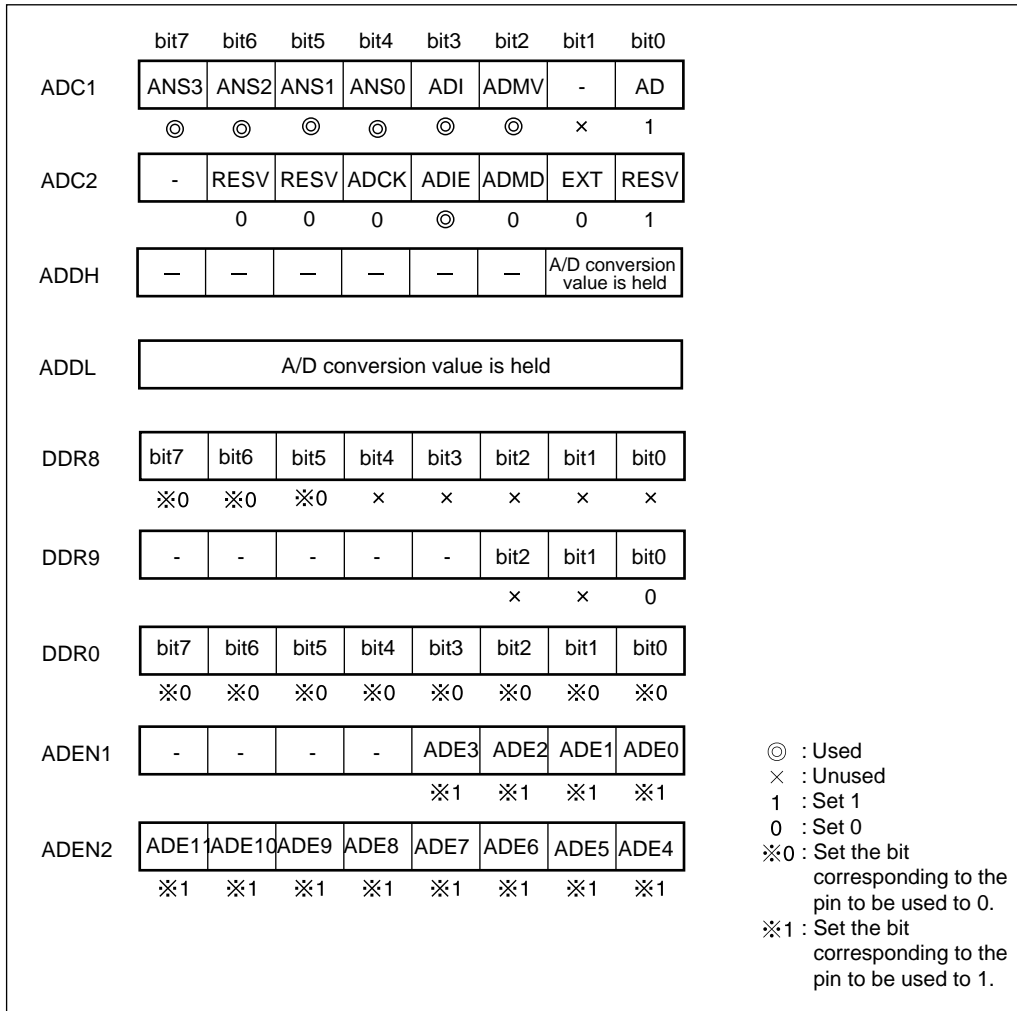 bit7 bit6 bit5 bit4 bit3 bit2 bit1 bit0
ADC1 ANS3 ANS2 ANS1 ANS0 ADI ADMV - AD
◎ ◎ ◎ ◎ ◎ ◎ × 1
ADC2 - RESV RESV ADCK ADIE ADMD EXT RESV
0 0 0 ◎ 0 0 1
ADDH — — — — — — A/D conversion
value is held
ADDL A/D conversion value is held
DDR8 bit7 bit6 bit5 bit4 bit3 bit2 bit1 bit0
※0 ※0 ※0 × × × × ×
DDR9 - - - - - bit2 bit1 bit0
× × 0
DDR0 bit7 bit6 bit5 bit4 bit3 bit2 bit1 bit0
※0 ※0 ※0 ※0 ※0 ※0 ※0 ※0
ADEN1 - - - - ADE3 ADE2 ADE1 ADE0
※1 ※1 ※1 ※1
ADEN2 ADE11 ADE10 ADE9 ADE8 ADE7 ADE6 ADE5 ADE4
※1 ※1 ※1 ※1 ※1 ※1 ※1 ※1
◎ : Used
× : Unused
1 : Set 1
0 : Set 0
※0 : Set the bit
corresponding to the
pin to be used to 0.
※1 : Set the bit
corresponding to the
pin to be used to 1.